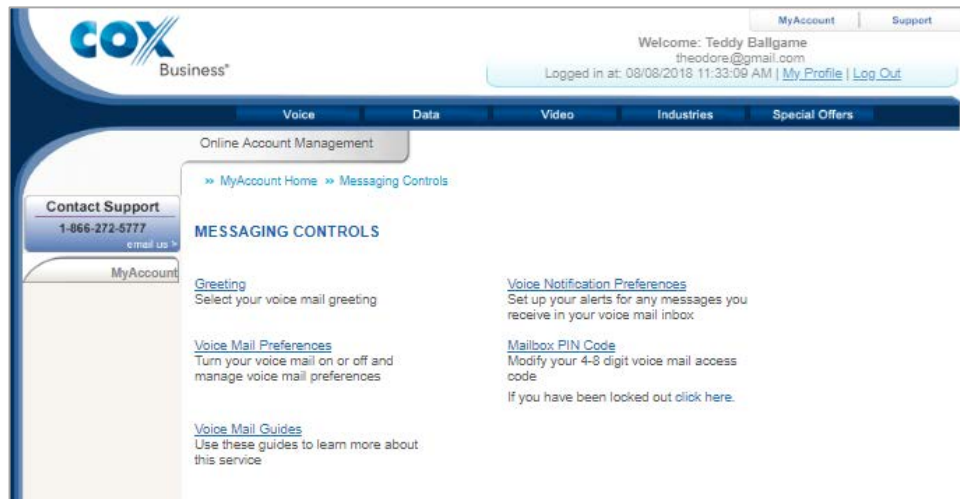 MyAccount Support
COX
Business®
Welcome: Teddy Ballgame
theodore@gmail.com
Logged in at: 08/08/2018 11:33:09 AM | My Profile | Log Out
Voice Data Video Industries Special Offers
Online Account Management
» MyAccount Home » Messaging Controls
Contact Support
1-866-272-5777
email us >
MyAccount
MESSAGING CONTROLS
Greeting
Select your voice mail greeting
Voice Notification Preferences
Set up your alerts for any messages you
receive in your voice mail inbox
Voice Mail Preferences
Turn your voice mail on or off and
manage voice mail preferences
Mailbox PIN Code
Modify your 4-8 digit voice mail access
code
If you have been locked out click here.
Voice Mail Guides
Use these guides to learn more about
this service